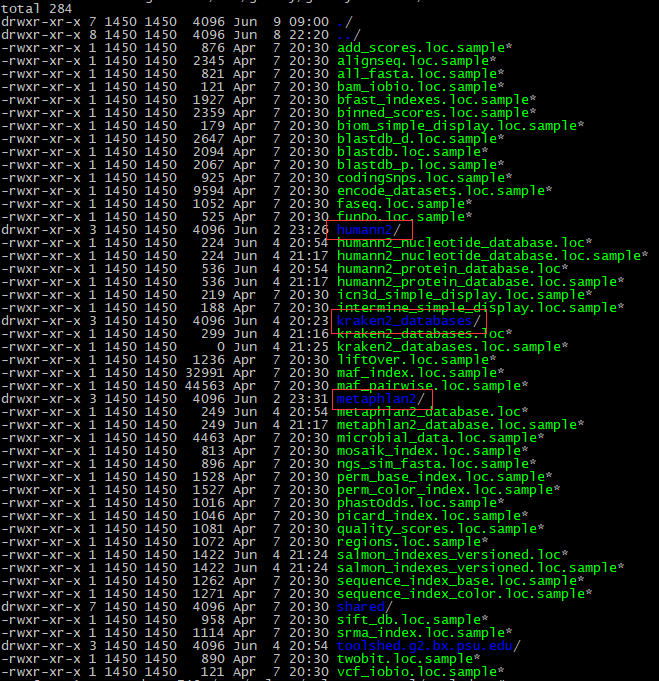 total 284
drwxr-xr-x 7 1450 1450 4096 Jun 9 09:00 ./
drwxr-xr-x 8 1450 1450 4096 Jun 8 22:20 ../
-rwxr-xr-x 1 1450 1450 876 Apr 7 20:30 add_scores.loc.sample*
-rwxr-xr-x 1 1450 1450 2345 Apr 7 20:30 alignseq.loc.sample*
-rwxr-xr-x 1 1450 1450 821 Apr 7 20:30 all_fasta.loc.sample*
-rwxr-xr-x 1 1450 1450 121 Apr 7 20:30 bam_iobio.loc.sample*
-rwxr-xr-x 1 1450 1450 1927 Apr 7 20:30 bfast_indexes.loc.sample*
-rwxr-xr-x 1 1450 1450 2359 Apr 7 20:30 binned_scores.loc.sample*
-rwxr-xr-x 1 1450 1450 179 Apr 7 20:30 biom_simple_display.loc.sample*
-rwxr-xr-x 1 1450 1450 2647 Apr 7 20:30 blastdb_d.loc.sample*
-rwxr-xr-x 1 1450 1450 2094 Apr 7 20:30 blastdb.loc.sample*
-rwxr-xr-x 1 1450 1450 2067 Apr 7 20:30 blastdb_p.loc.sample*
-rwxr-xr-x 1 1450 1450 925 Apr 7 20:30 codingSnps.loc.sample*
-rwxr-xr-x 1 1450 1450 9594 Apr 7 20:30 encode_datasets.loc.sample*
-rwxr-xr-x 1 1450 1450 1052 Apr 7 20:30 faseq.loc.sample*
-rwxr-xr-x 1 1450 1450 525 Apr 7 20:30 funDo.loc.sample*
drwxr-xr-x 3 1450 1450 4096 Jun 2 23:26 humann2/
-rwxr-xr-x 1 1450 1450 224 Jun 4 20:54 humann2_nucleotide_database.loc*
-rwxr-xr-x 1 1450 1450 224 Jun 4 21:17 humann2_nucleotide_database.loc.sample*
-rwxr-xr-x 1 1450 1450 536 Jun 4 20:54 humann2_protein_database.loc*
-rwxr-xr-x 1 1450 1450 536 Jun 4 21:17 humann2_protein_database.loc.sample*
-rwxr-xr-x 1 1450 1450 219 Apr 7 20:30 icn3d_simple_display.loc.sample*
-rwxr-xr-x 1 1450 1450 188 Apr 7 20:30 intermine_simple_display.loc.sample*
drwxr-xr-x 3 1450 1450 4096 Jun 4 20:23 kraken2_databases/
-rwxr-xr-x 1 1450 1450 299 Jun 4 21:16 kraken2_databases.loc*
-rwxr-xr-x 1 1450 1450 0 Jun 4 21:25 kraken2_databases.loc.sample*
-rwxr-xr-x 1 1450 1450 1236 Apr 7 20:30 liftOver.loc.sample*
-rwxr-xr-x 1 1450 1450 32991 Apr 7 20:30 maf_index.loc.sample*
-rwxr-xr-x 1 1450 1450 44563 Apr 7 20:30 maf_pairwise.loc.sample*
drwxr-xr-x 3 1450 1450 4096 Jun 2 23:31 metaphlan2/
-rwxr-xr-x 1 1450 1450 249 Jun 4 20:54 metaphlan2_database.loc*
-rwxr-xr-x 1 1450 1450 249 Jun 4 21:17 metaphlan2_database.loc.sample*
-rwxr-xr-x 1 1450 1450 4463 Apr 7 20:30 microbial_data.loc.sample*
-rwxr-xr-x 1 1450 1450 813 Apr 7 20:30 mosaik_index.loc.sample*
-rwxr-xr-x 1 1450 1450 896 Apr 7 20:30 ngs_sim_fasta.loc.sample*
-rwxr-xr-x 1 1450 1450 1528 Apr 7 20:30 perm_base_index.loc.sample*
-rwxr-xr-x 1 1450 1450 1527 Apr 7 20:30 perm_color_index.loc.sample*
-rwxr-xr-x 1 1450 1450 1016 Apr 7 20:30 phastOdds.loc.sample*
-rwxr-xr-x 1 1450 1450 1046 Apr 7 20:30 picard_index.loc.sample*
-rwxr-xr-x 1 1450 1450 1081 Apr 7 20:30 quality_scores.loc.sample*
-rwxr-xr-x 1 1450 1450 1072 Apr 7 20:30 regions.loc.sample*
-rwxr-xr-x 1 1450 1450 1422 Jun 4 21:24 salmon_indexes_versioned.loc*
-rwxr-xr-x 1 1450 1450 1422 Jun 4 21:24 salmon_indexes_versioned.loc.sample*
-rwxr-xr-x 1 1450 1450 1262 Apr 7 20:30 sequence_index_base.loc.sample*
-rwxr-xr-x 1 1450 1450 1271 Apr 7 20:30 sequence_index_color.loc.sample*
drwxr-xr-x 7 1450 1450 4096 Apr 7 20:30 shared/
-rwxr-xr-x 1 1450 1450 958 Apr 7 20:30 sift_db.loc.sample*
-rwxr-xr-x 1 1450 1450 1114 Apr 7 20:30 srma_index.loc.sample*
drwxr-xr-x 3 1450 1450 4096 Jun 4 20:54 toolshed.g2.bx.psu.edu/
-rwxr-xr-x 1 1450 1450 890 Apr 7 20:30 twobit.loc.sample*
-rwxr-xr-x 1 1450 1450 121 Apr 7 20:30 vcf_iobio.loc.sample*